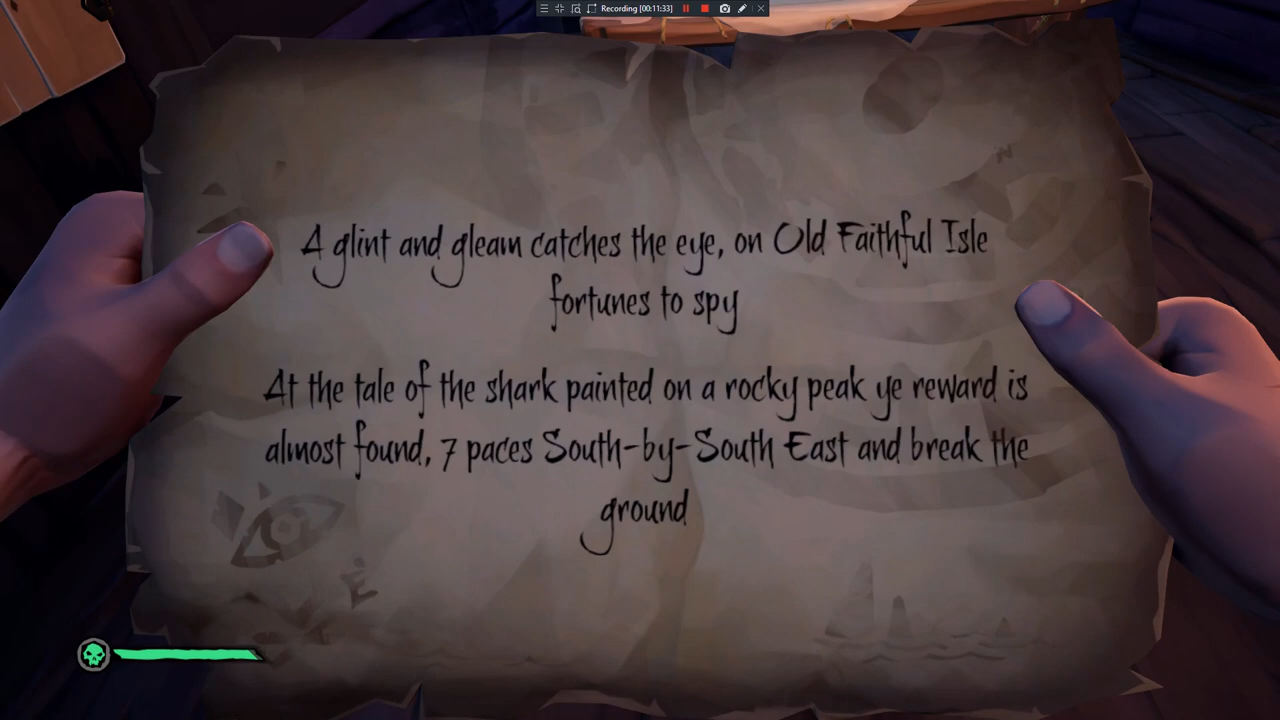 Recording [00:11:33]
A glint and gleam catches the eye, on Old Faithful Isle
fortunes to spy
At the tale of the shark painted on a rocky peak ye reward is
almost found, 7 paces South-by-South East and break the
ground
N
E